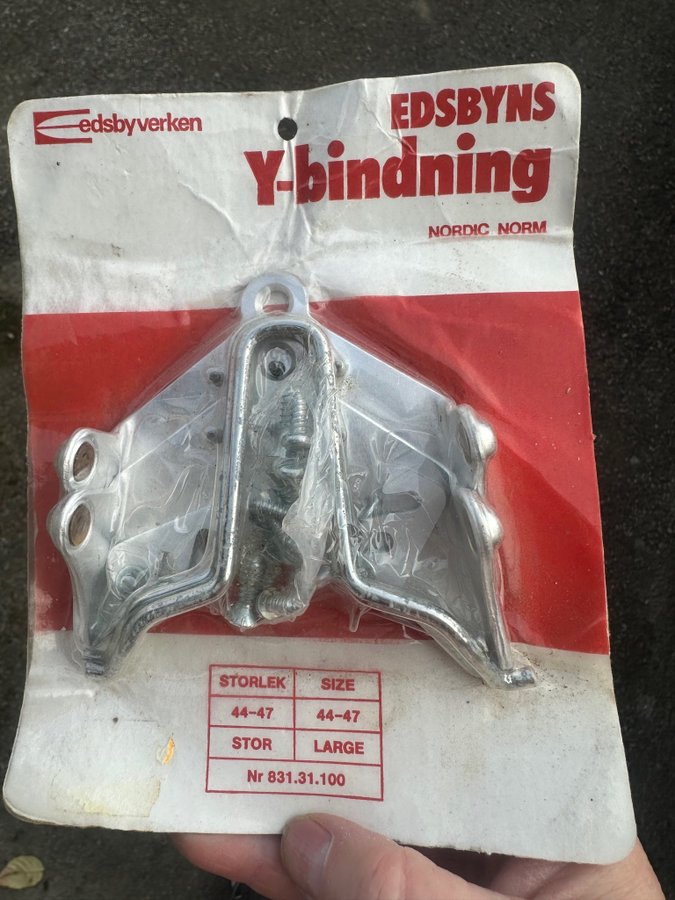 edsbyverken
EDSBYNS
Y-bindning
NORDIC NORM
STORLEK SIZE
44-47 44-47
STOR LARGE
Nr 831.31.100